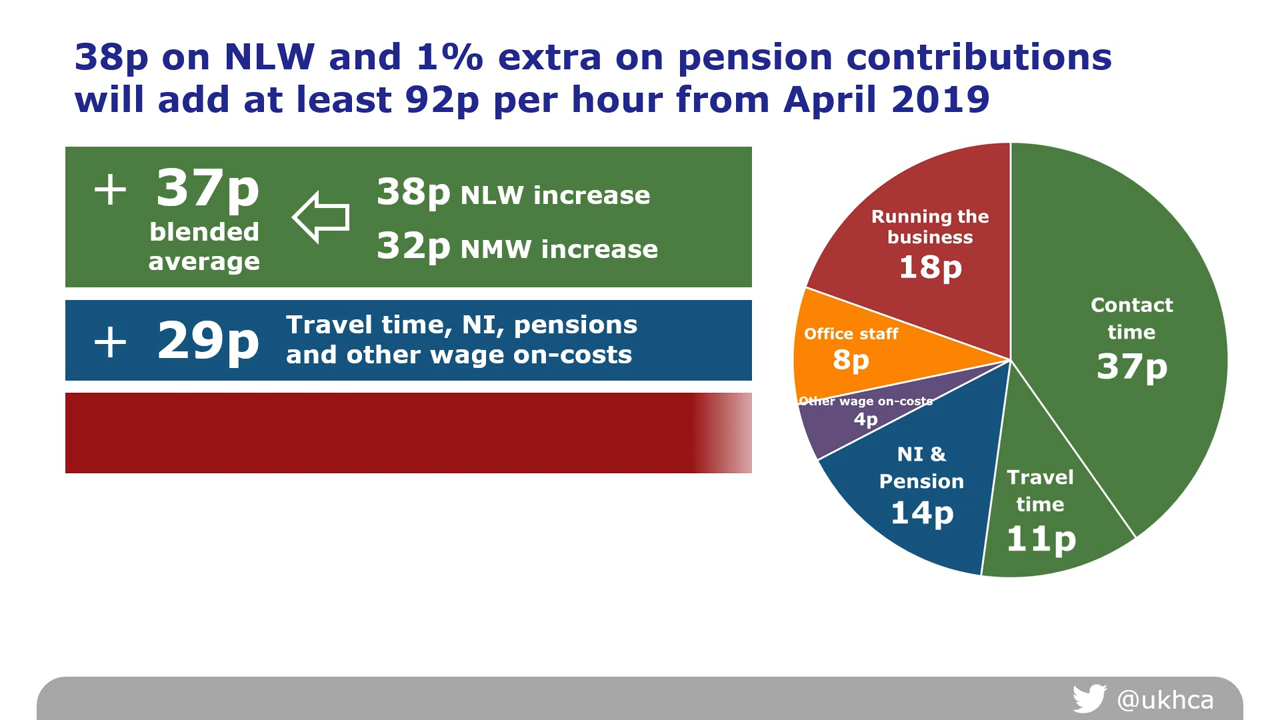 38p on NLW and 1% extra on pension contributions
will add at least 92p per hour from April 2019
+ 37p
blended
average
38p NLW increase
32p NMW increase
+ 29p
Travel time, NI, pensions
and other wage on-costs
Running the
business
18p
Contact
time
37p
Office staff
8p
Other wage on-costs
4p
NI &
Pension
14p
Travel
time
11p
@ukhca